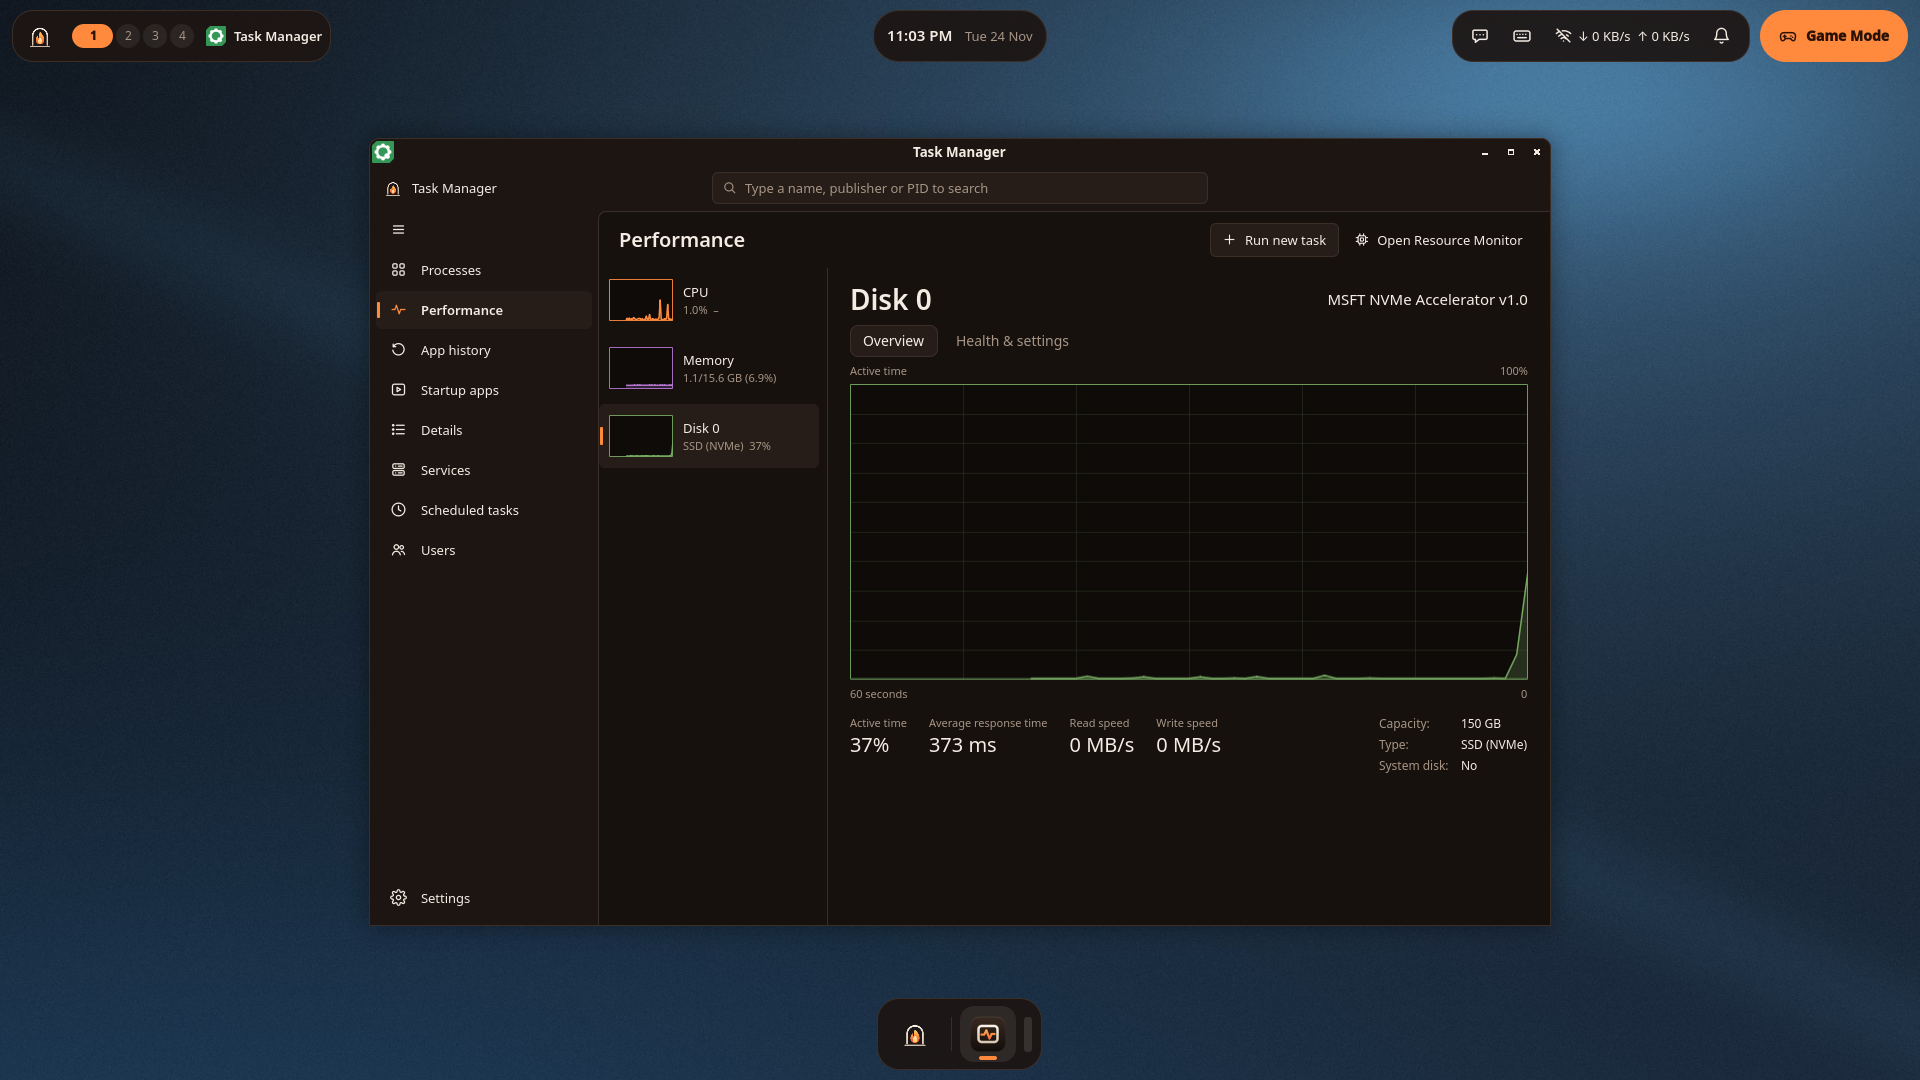 1 2 3 4 Task Manager
11:03 PM Tue 24 Nov
↓ 0 KB/s ↑ 0 KB/s
Game Mode
Task Manager
Task Manager
Type a name, publisher or PID to search
Processes
Performance
App history
Startup apps
Details
Services
Scheduled tasks
Users
Settings
Performance
Run new task
Open Resource Monitor
CPU
1.0% –
Memory
1.1/15.6 GB (6.9%)
Disk 0
SSD (NVMe) 37%
Disk 0
MSFT NVMe Accelerator v1.0
Overview
Health & settings
Active time
100%
60 seconds
0
Active time
37%
Average response time
373 ms
Read speed
0 MB/s
Write speed
0 MB/s
Capacity: 150 GB
Type: SSD (NVMe)
System disk: No